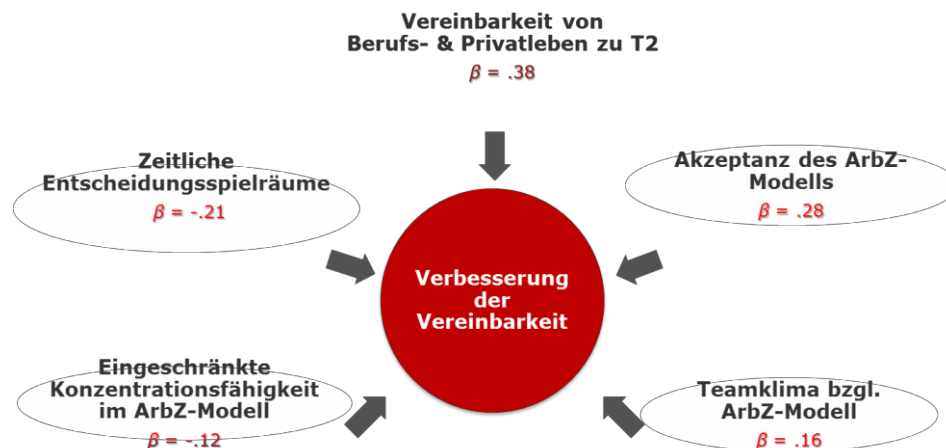 Vereinbarkeit von
Berufs- & Privatleben zu T2
β = .38
Zeitliche
Entscheidungsspielräume
β = -.21
Akzeptanz des ArbZ-
Modells
β = .28
Verbesserung
der
Vereinbarkeit
Eingeschränkte
Konzentrationsfähigkeit
im ArbZ-Modell
β = -.12
Teamklima bzgl.
ArbZ-Modell
β = .16